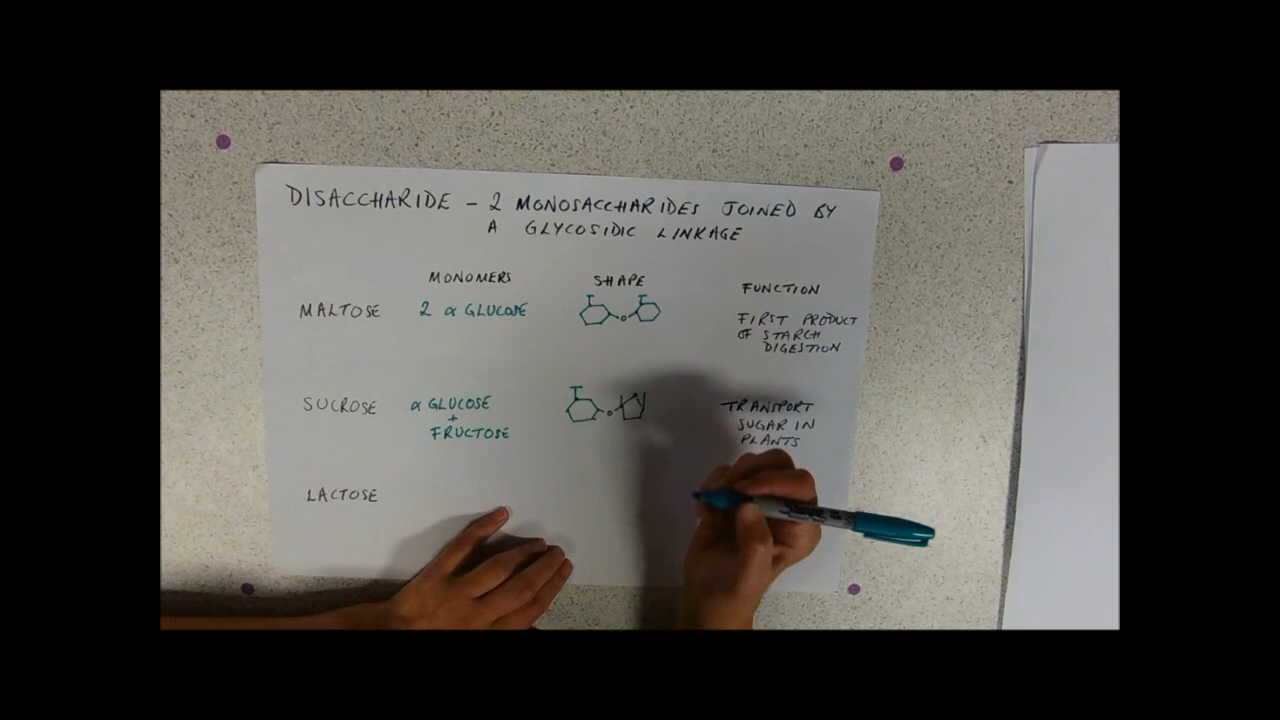 DISACCHARIDE - 2 MONOSACCHARIDES JOINED BY
A GLYCOSIDIC LINKAGE
MONOMERS SHAPE FUNCTION
MALTOSE 2 α GLUCOSE FIRST PRODUCT
OF STARCH
DIGESTION
SUCROSE α GLUCOSE
+
FRUCTOSE
TRANSPORT
SUGAR IN
PLANTS
LACTOSE